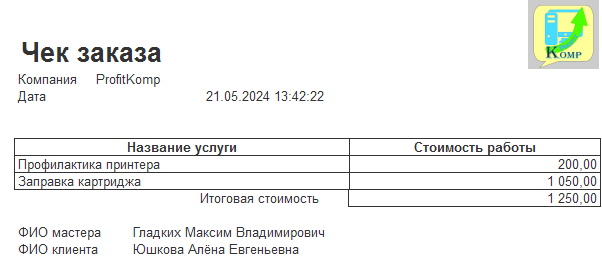 Komp
Чек заказа
Компания ProfitKomp
Дата 21.05.2024 13:42:22
Название услуги Стоимость работы
Профилактика принтера 200,00
Заправка картриджа 1 050,00
Итоговая стоимость 1 250,00
ФИО мастера Гладких Максим Владимирович
ФИО клиента Юшкова Алёна Евгеньевна